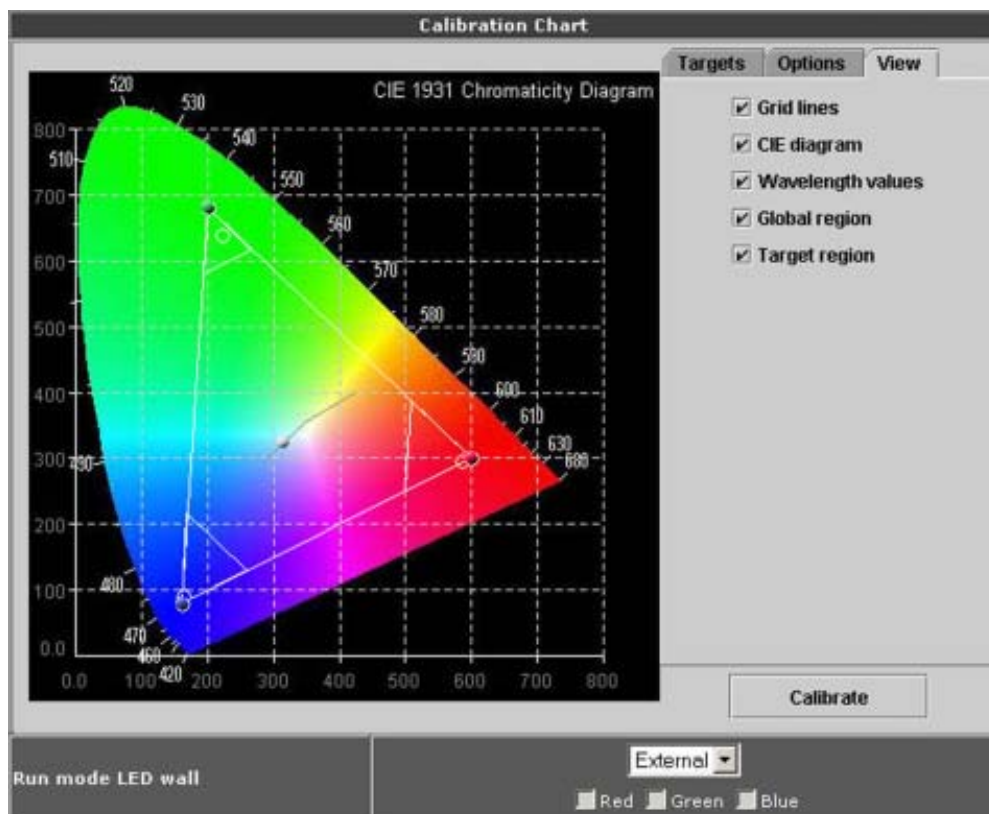 Calibration Chart
Targets Options View
CIE 1931 Chromaticity Diagram
Grid lines
CIE diagram
Wavelength values
Global region
Target region
520
530
540
510
550
560
570
580
590
600
610
630
680
480
470
460
420
800
700
600
500
400
300
200
100
0.0
0.0 100 200 300 400 500 600 700 800
Calibrate
Run mode LED wall
External
Red Green Blue